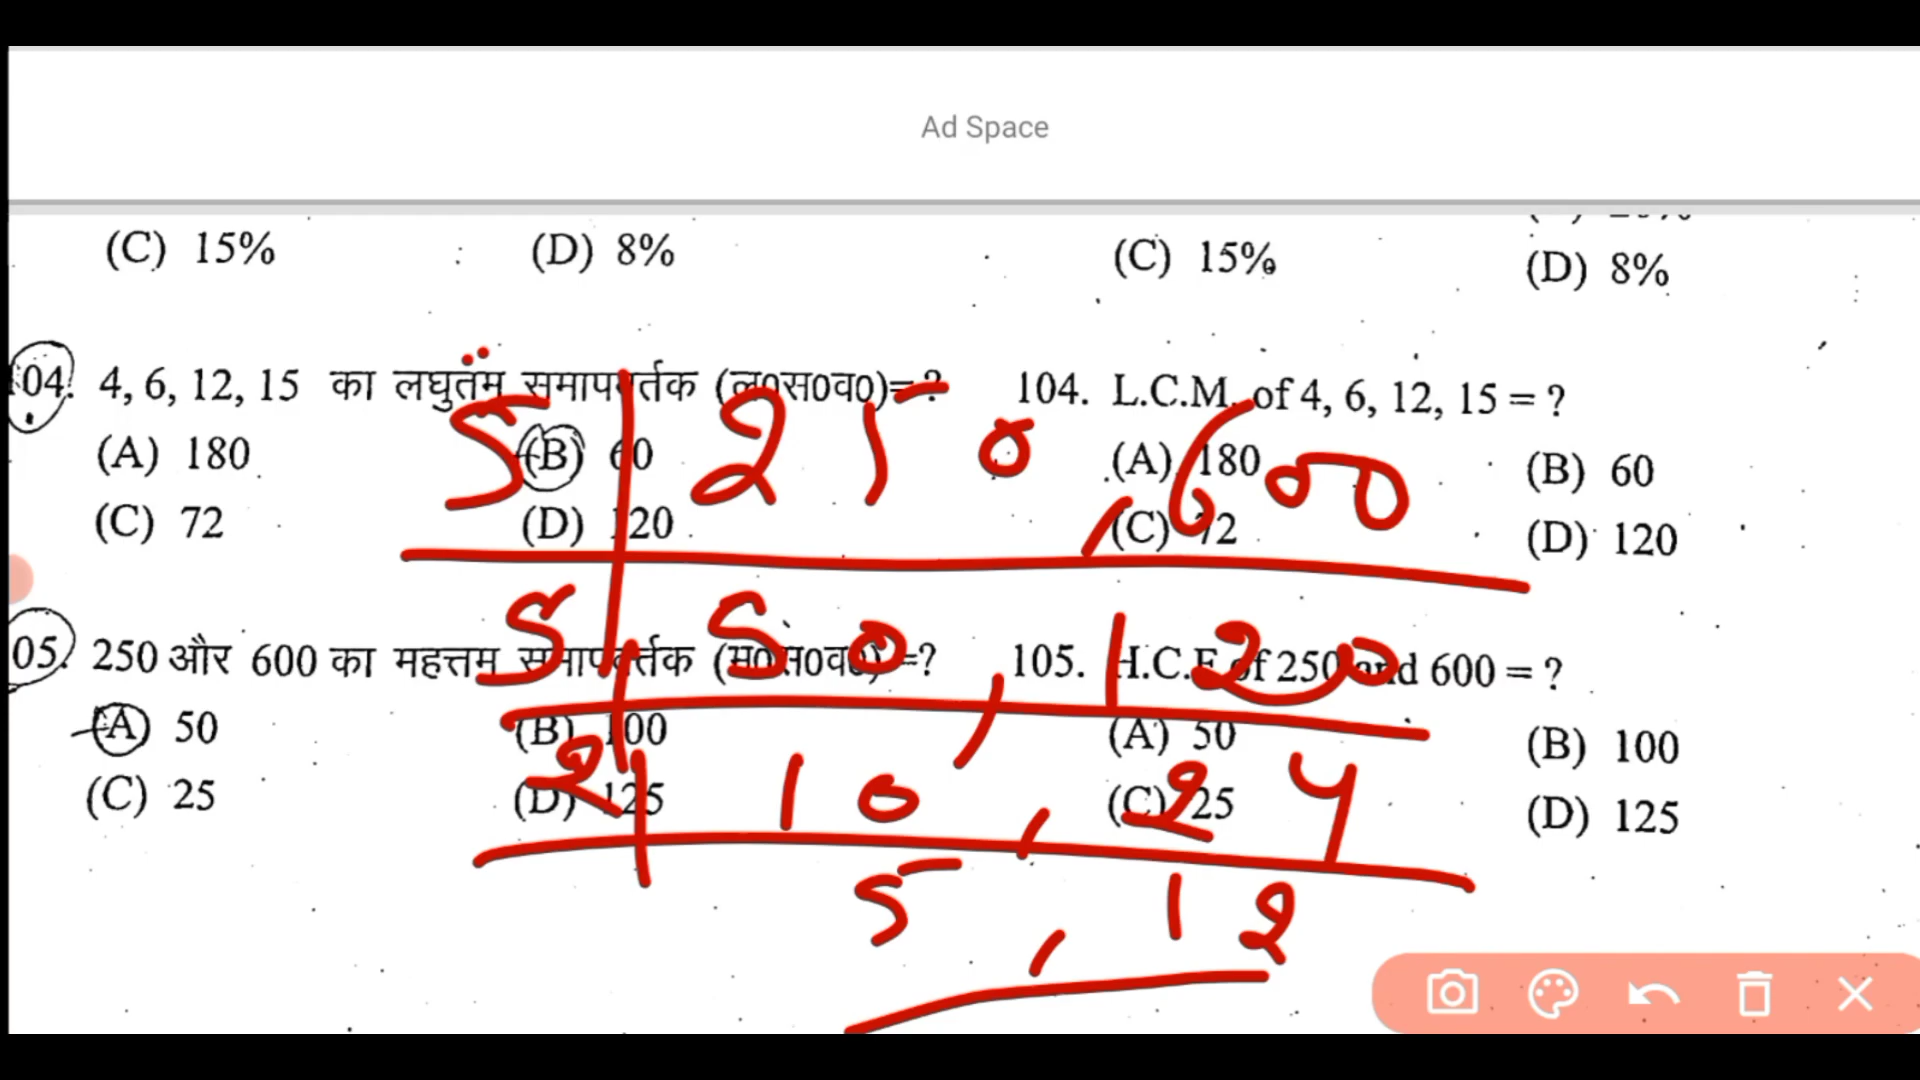 Ad Space
(C) 15% (D) 8% (C) 15% (D) 8%
04. 4, 6, 12, 15 का लघुतम समापवर्तक (ल0स0व0)= ? 104. L.C.M. of 4, 6, 12, 15 = ?
(A) 180 (B) 60 (A) 180 (B) 60
(C) 72 (D) 120 (C) 72 (D) 120
5 250, 600
05. 250 और 600 का महत्तम समापवर्तक (म0स0व0) =? 105. H.C.F. of 250 and 600 = ?
5 50, 120
(A) 50 (B) 100 (A) 50 (B) 100
(C) 25 (D) 125 (C) 25 (D) 125
2 10, 24
5, 12